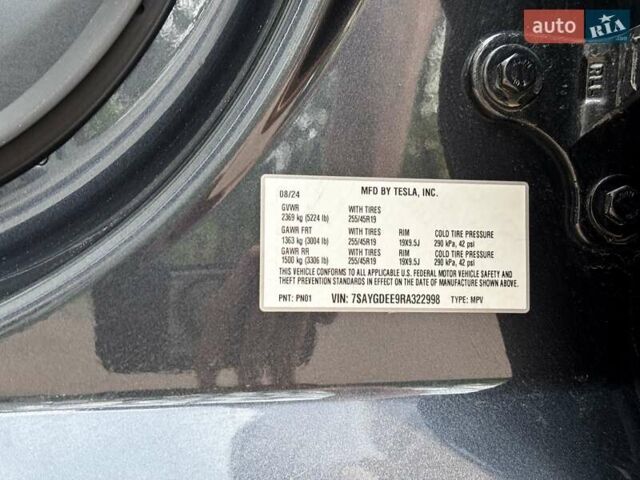 auto RIA.com
08/24 MFD BY TESLA, INC.
GVWR WITH TIRES
2369 kg (5224 lb) 255/45R19
GAWR FRT WITH TIRES RIM COLD TIRE PRESSURE
1363 kg (3004 lb) 255/45R19 19X9.5J 290 kPa, 42 psi
GAWR RR WITH TIRES RIM COLD TIRE PRESSURE
1500 kg (3306 lb) 255/45R19 19X9.5J 290 kPa, 42 psi
THIS VEHICLE CONFORMS TO ALL APPLICABLE U.S. FEDERAL MOTOR VEHICLE SAFETY AND
THEFT PREVENTION STANDARDS IN EFFECT ON THE DATE OF MANUFACTURE SHOWN ABOVE.
PNT: PN01 VIN: 7SAYGDEE9RA322998 TYPE: MPV